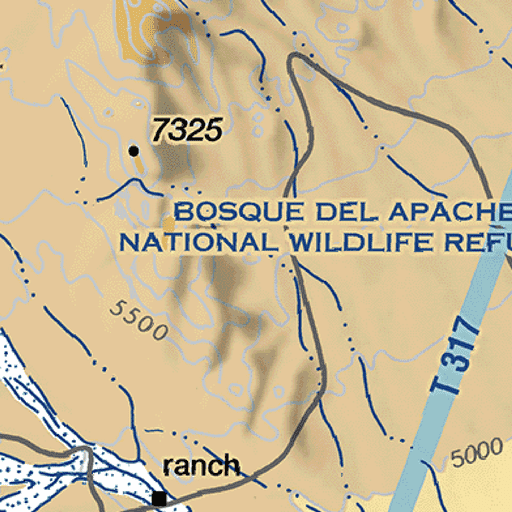 7325
BOSQUE DEL APACHE
NATIONAL WILDLIFE REFU
5500
T 317
ranch
5000